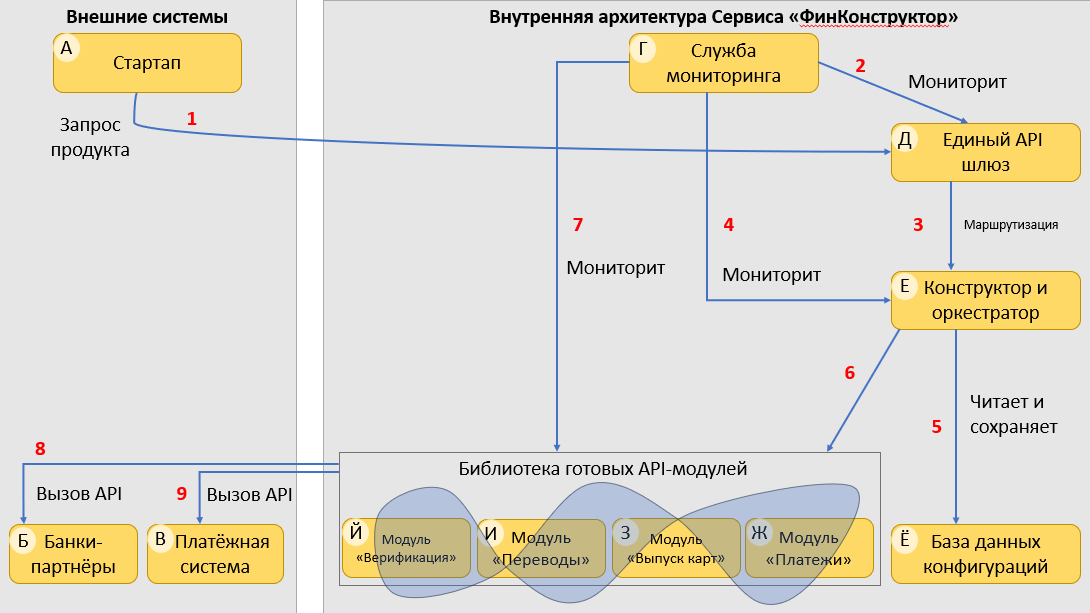 Внешние системы
Внутренняя архитектура Сервиса «ФинКонструктор»
А
Стартап
Г
Служба
мониторинга
2
Мониторит
Запрос
продукта
1
Д
Единый API
шлюз
7
4
3
Маршрутизация
Мониторит
Мониторит
Е
Конструктор и
оркестратор
6
Читает и
сохраняет
5
8
Вызов API
9
Вызов API
Библиотека готовых API-модулей
Б
Банки-
партнёры
В
Платёжная
система
Й
Модуль
«Верификация»
И
Модуль
«Переводы»
З
Модуль
«Выпуск карт»
Ж
Модуль
«Платежи»
Ё
База данных
конфигураций